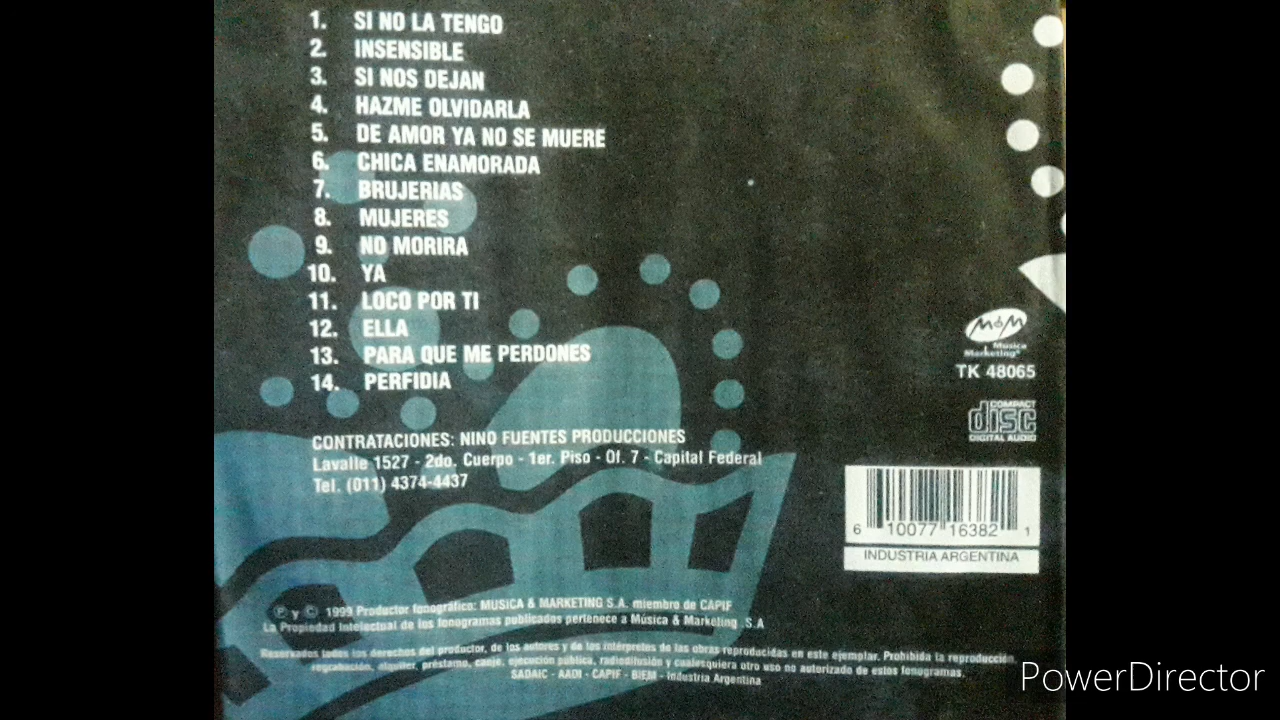 1. SI NO LA TENGO
2. INSENSIBLE
3. SI NOS DEJAN
4. HAZME OLVIDARLA
5. DE AMOR YA NO SE MUERE
6. CHICA ENAMORADA
7. BRUJERIAS
8. MUJERES
9. NO MORIRA
10. YA
11. LOCO POR TI
12. ELLA
13. PARA QUE ME PERDONES
14. PERFIDIA
MdM
Musica
Marketing®
TK 48065
COMPACT
disc
DIGITAL AUDIO
CONTRATACIONES: NINO FUENTES PRODUCCIONES
Lavalle 1527 - 2do. Cuerpo - 1er. Piso - Of. 7 - Capital Federal
Tel. (011) 4374-4437
6 10077 16382 1
INDUSTRIA ARGENTINA
℗ y © 1999 Productor fonográfico: MUSICA & MARKETING S.A. miembro de CAPIF
La Propiedad Intelectual de los fonogramas publicados pertenece a Música & Marketing .S.A
Reservados todos los derechos del productor, de los autores y de los intérpretes de las obras reproducidas en este ejemplar. Prohibida la reproducción,
regrabación, alquiler, préstamo, canje, ejecución pública, radiodifusión y cualesquiera otro uso no autorizado de estos fonogramas.
SADAIC - AADI - CAPIF - BIEM - Industria Argentina
PowerDirector